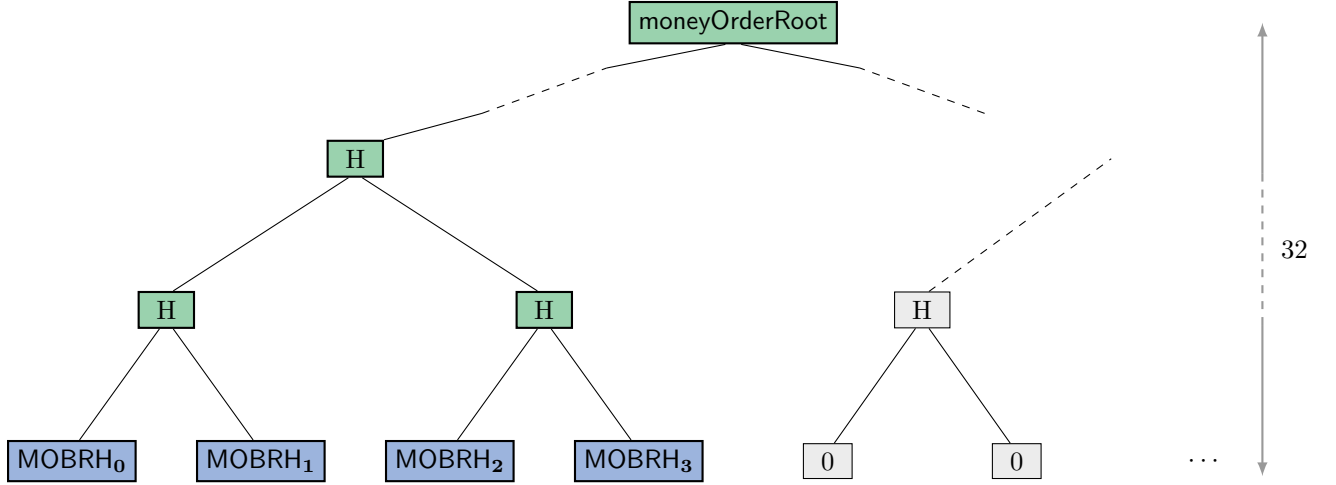 moneyOrderRoot
H
32
H H H
MOBRH₀ MOBRH₁ MOBRH₂ MOBRH₃ 0 0 ...